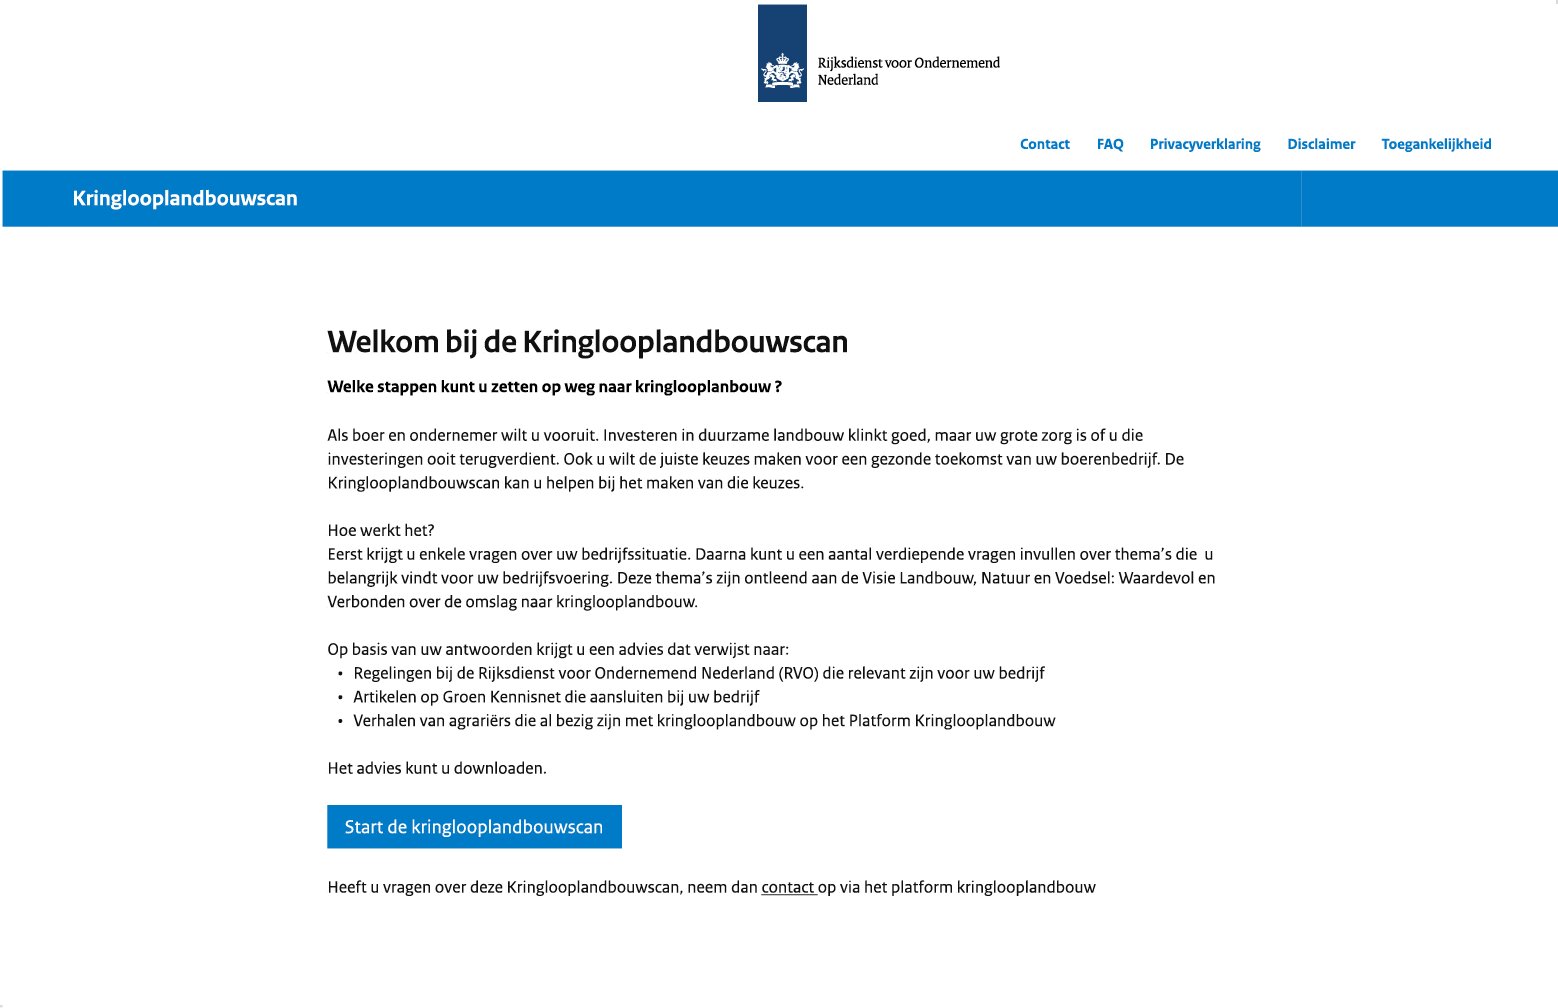 Rijksdienst voor Ondernemend
Nederland
Contact FAQ Privacyverklaring Disclaimer Toegankelijkheid
Kringlooplandbouwscan
Welkom bij de Kringlooplandbouwscan
Welke stappen kunt u zetten op weg naar kringlooplanbouw ?
Als boer en ondernemer wilt u vooruit. Investeren in duurzame landbouw klinkt goed, maar uw grote zorg is of u die
investeringen ooit terugverdient. Ook u wilt de juiste keuzes maken voor een gezonde toekomst van uw boerenbedrijf. De
Kringlooplandbouwscan kan u helpen bij het maken van die keuzes.
Hoe werkt het?
Eerst krijgt u enkele vragen over uw bedrijfssituatie. Daarna kunt u een aantal verdiepende vragen invullen over thema’s die u
belangrijk vindt voor uw bedrijfsvoering. Deze thema’s zijn ontleend aan de Visie Landbouw, Natuur en Voedsel: Waardevol en
Verbonden over de omslag naar kringlooplandbouw.
Op basis van uw antwoorden krijgt u een advies dat verwijst naar:
• Regelingen bij de Rijksdienst voor Ondernemend Nederland (RVO) die relevant zijn voor uw bedrijf
• Artikelen op Groen Kennisnet die aansluiten bij uw bedrijf
• Verhalen van agrariërs die al bezig zijn met kringlooplandbouw op het Platform Kringlooplandbouw
Het advies kunt u downloaden.
Start de kringlooplandbouwscan
Heeft u vragen over deze Kringlooplandbouwscan, neem dan contact op via het platform kringlooplandbouw